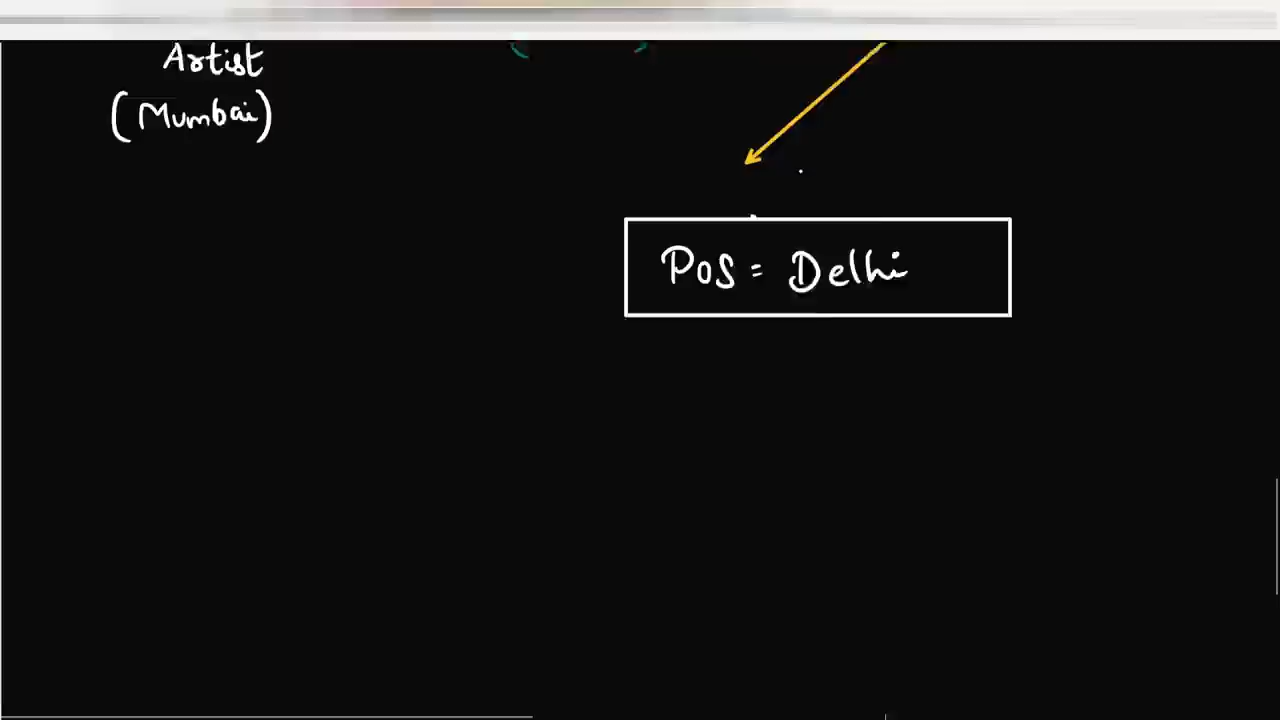 Artist
(Mumbai)
POS = Delhi